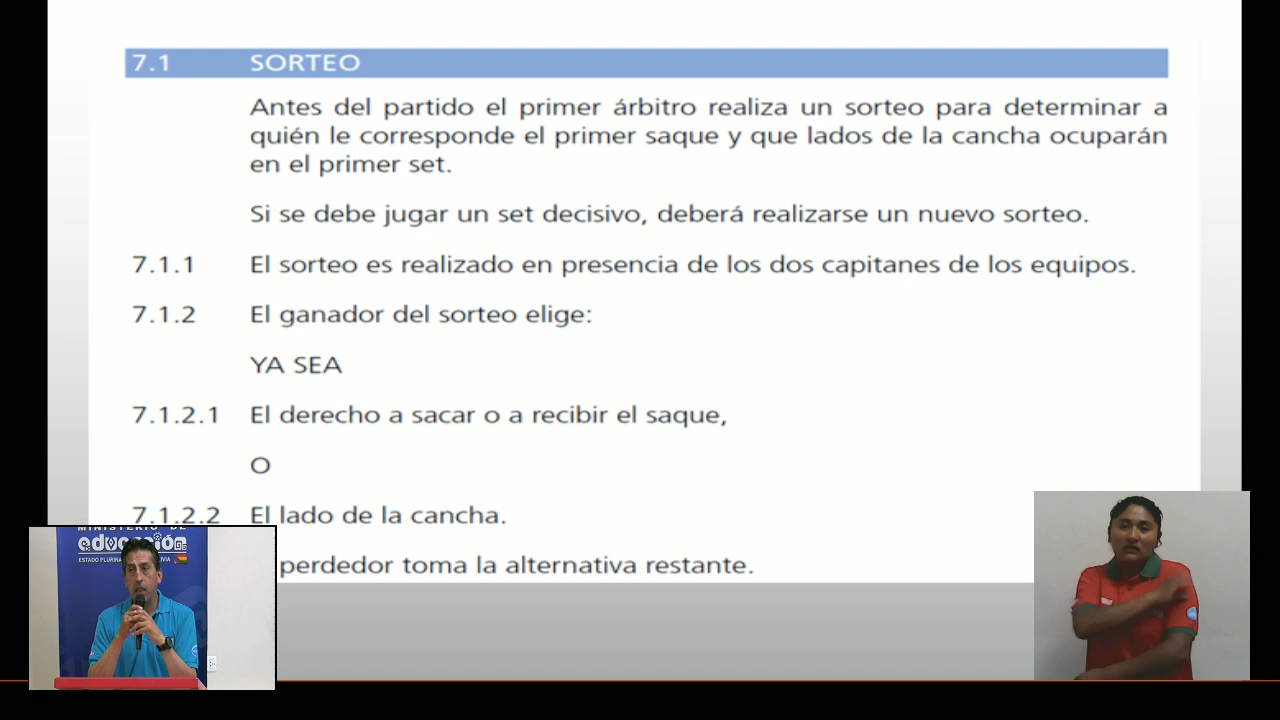 7.1 SORTEO
Antes del partido el primer árbitro realiza un sorteo para determinar a
quién le corresponde el primer saque y que lados de la cancha ocuparán
en el primer set.
Si se debe jugar un set decisivo, deberá realizarse un nuevo sorteo.
7.1.1 El sorteo es realizado en presencia de los dos capitanes de los equipos.
7.1.2 El ganador del sorteo elige:
YA SEA
7.1.2.1 El derecho a sacar o a recibir el saque,
O
7.1.2.2 El lado de la cancha.
perdedor toma la alternativa restante.
MINISTERIO DE
educación
ESTADO